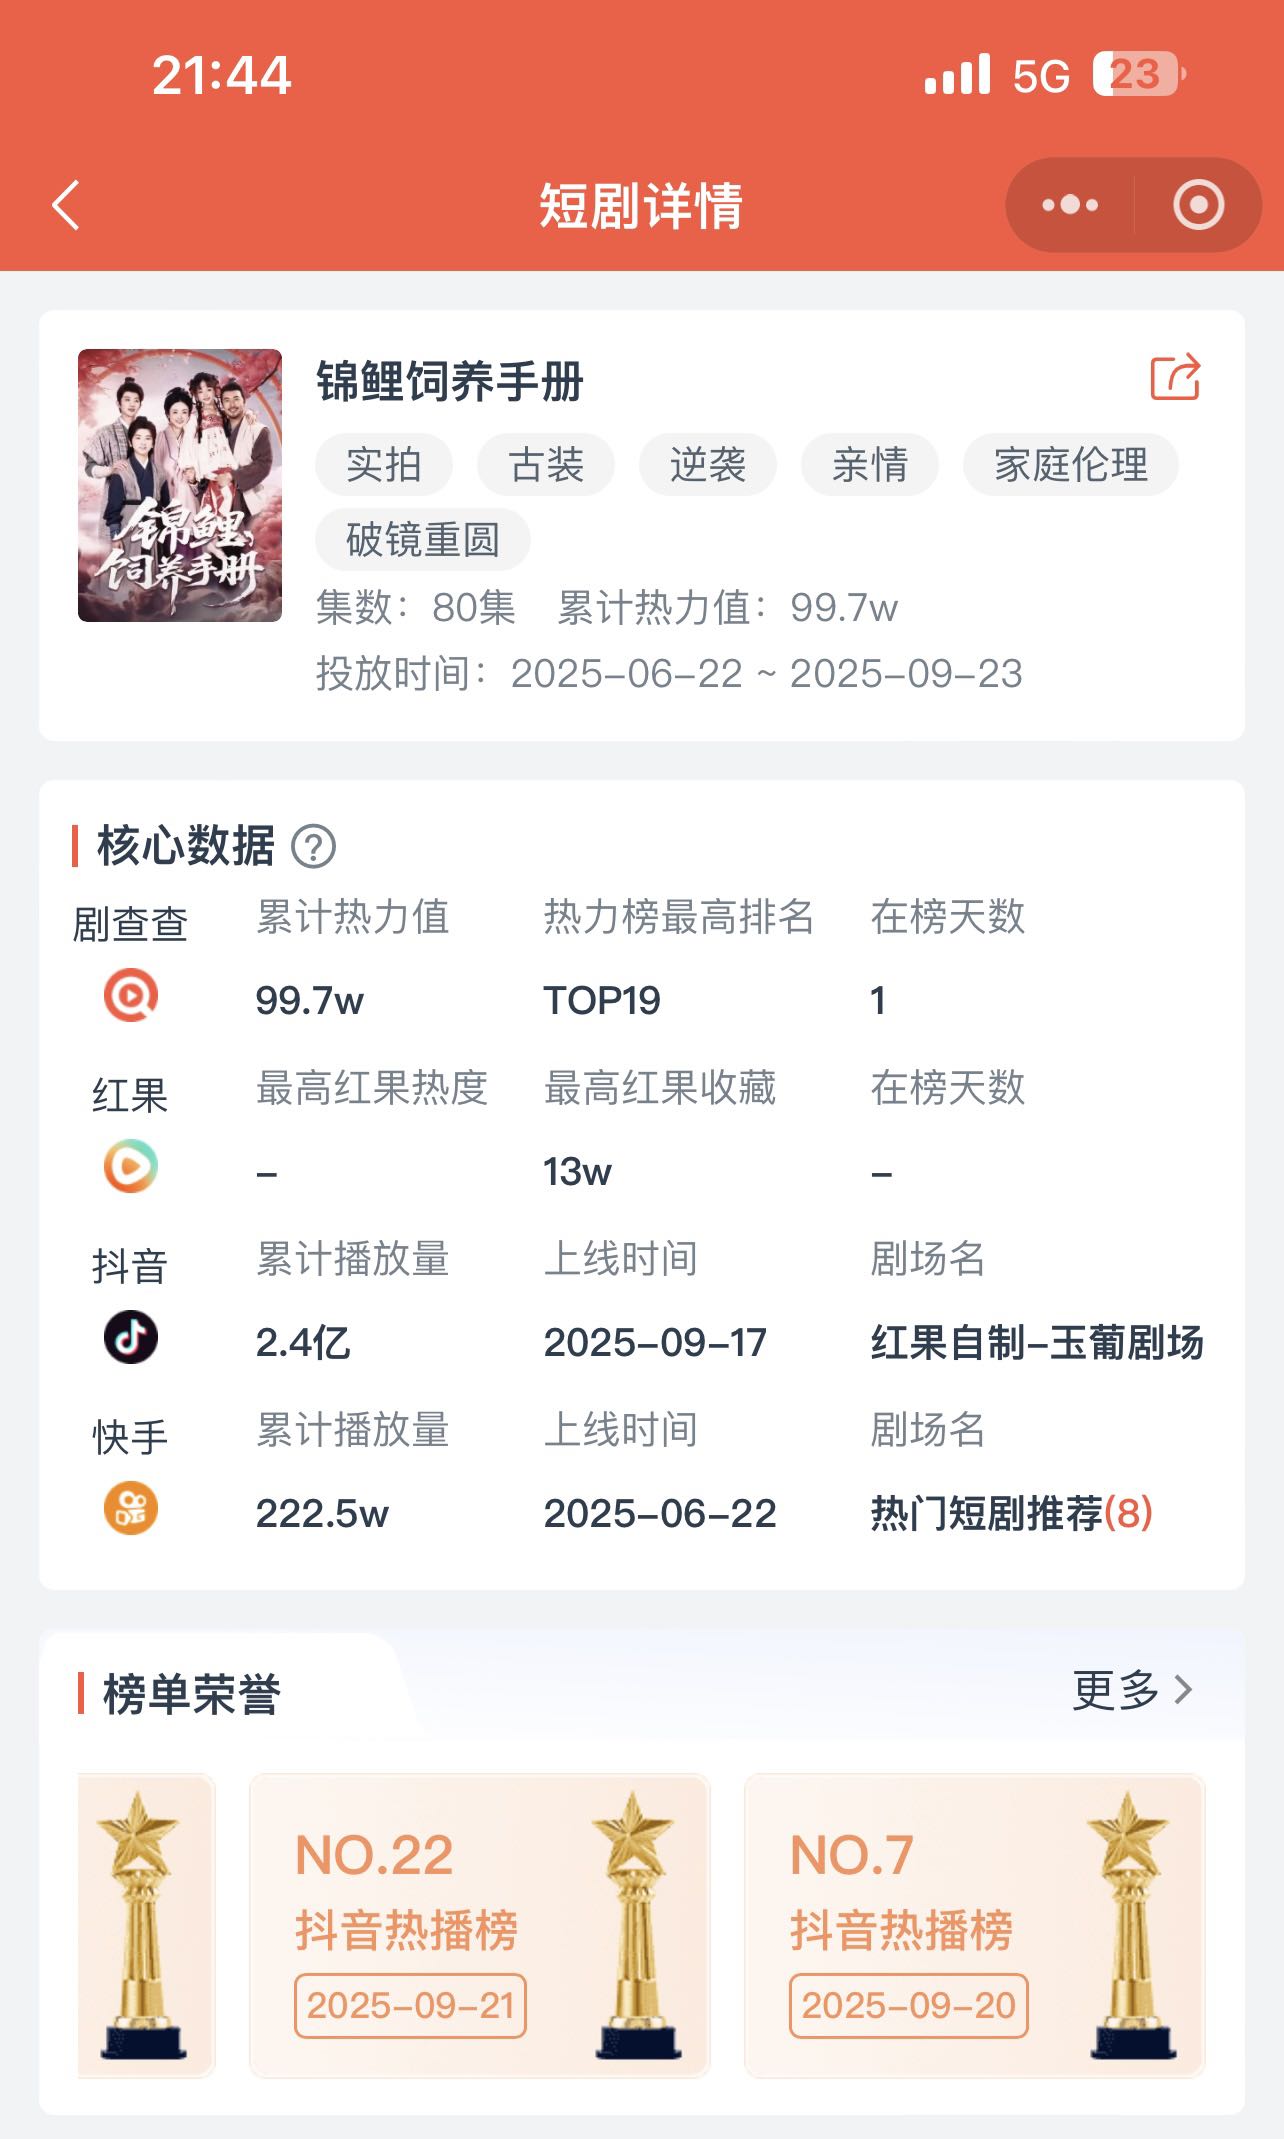 21:44
5G
23
短剧详情
锦鲤饲养手册
锦鲤
饲养手册
实拍 古装 逆袭 亲情 家庭伦理
破镜重圆
集数：80集 累计热力值：99.7w
投放时间：2025-06-22 ~ 2025-09-23
核心数据 ?
剧查查 累计热力值 热力榜最高排名 在榜天数
99.7w TOP19 1
红果 最高红果热度 最高红果收藏 在榜天数
- 13w -
抖音 累计播放量 上线时间 剧场名
2.4亿 2025-09-17 红果自制-玉葡剧场
快手 累计播放量 上线时间 剧场名
222.5w 2025-06-22 热门短剧推荐(8)
榜单荣誉 更多
NO.22
抖音热播榜
2025-09-21
NO.7
抖音热播榜
2025-09-20